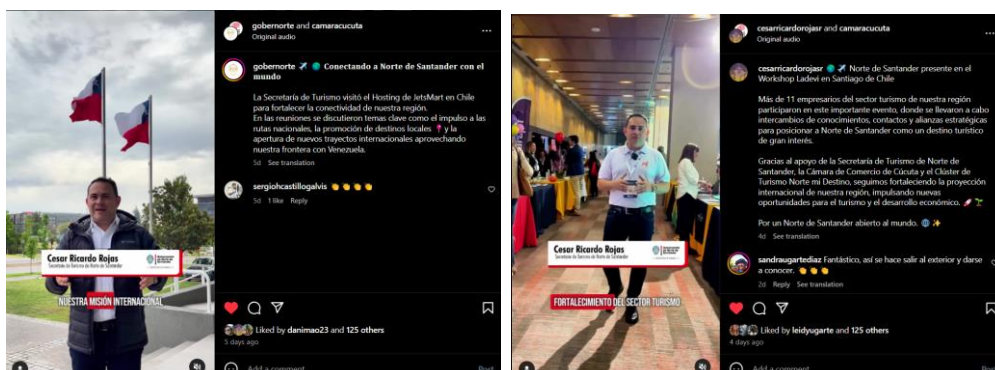 gobernorte and camaracucuta
Original audio
gobernorte ✈️ 🌍 𝐂𝐨𝐧𝐞𝐜𝐭𝐚𝐧𝐝𝐨 𝐚 𝐍𝐨𝐫𝐭𝐞 𝐝𝐞 𝐒𝐚𝐧𝐭𝐚𝐧𝐝𝐞𝐫 𝐜𝐨𝐧 𝐞𝐥
𝐦𝐮𝐧𝐝𝐨
La Secretaría de Turismo visitó el Hosting de JetsMart en Chile
para fortalecer la conectividad de nuestra región.
En las reuniones se discutieron temas clave como el impulso a las
rutas nacionales, la promoción de destinos locales 📍 y la
apertura de nuevos trayectos internacionales aprovechando
nuestra frontera con Venezuela.
5d See translation
sergiohcastillogalvis 👏 👏 👏 👏
5d 1 like Reply
Cesar Ricardo Rojas
Secretario de Turismo de Norte de Santander
NUESTRA MISIÓN INTERNACIONAL
Liked by danimao23 and 125 others
5 days ago
Add a comment...
Post
cesarricardorojasr and camaracucuta
Original audio
cesarricardorojasr 🌍 ✈️ Norte de Santander presente en el
Workshop Ladevi en Santiago de Chile
Más de 11 empresarios del sector turismo de nuestra región
participaron en este importante evento, donde se llevaron a cabo
intercambios de conocimientos, contactos y alianzas estratégicas
para posicionar a Norte de Santander como un destino turístico
de gran interés.
Gracias al apoyo de la Secretaría de Turismo de Norte de
Santander, la Cámara de Comercio de Cúcuta y el Clúster de
Turismo Norte mi Destino, seguimos fortaleciendo la proyección
internacional de nuestra región, impulsando nuevas
oportunidades para el turismo y el desarrollo económico. 🚀 🌱
Por un Norte de Santander abierto al mundo. 🌐 ✨
4d See translation
sandraugartediaz Fantástico, así se hace salir al exterior y darse
a conocer. 👏 👏 👏
2d Reply See translation
Cesar Ricardo Rojas
Secretario de Turismo de Norte de Santander
FORTALECIMIENTO DEL SECTOR TURISMO
Liked by leidyugarte and 125 others
4 days ago
Add a comment...
Post